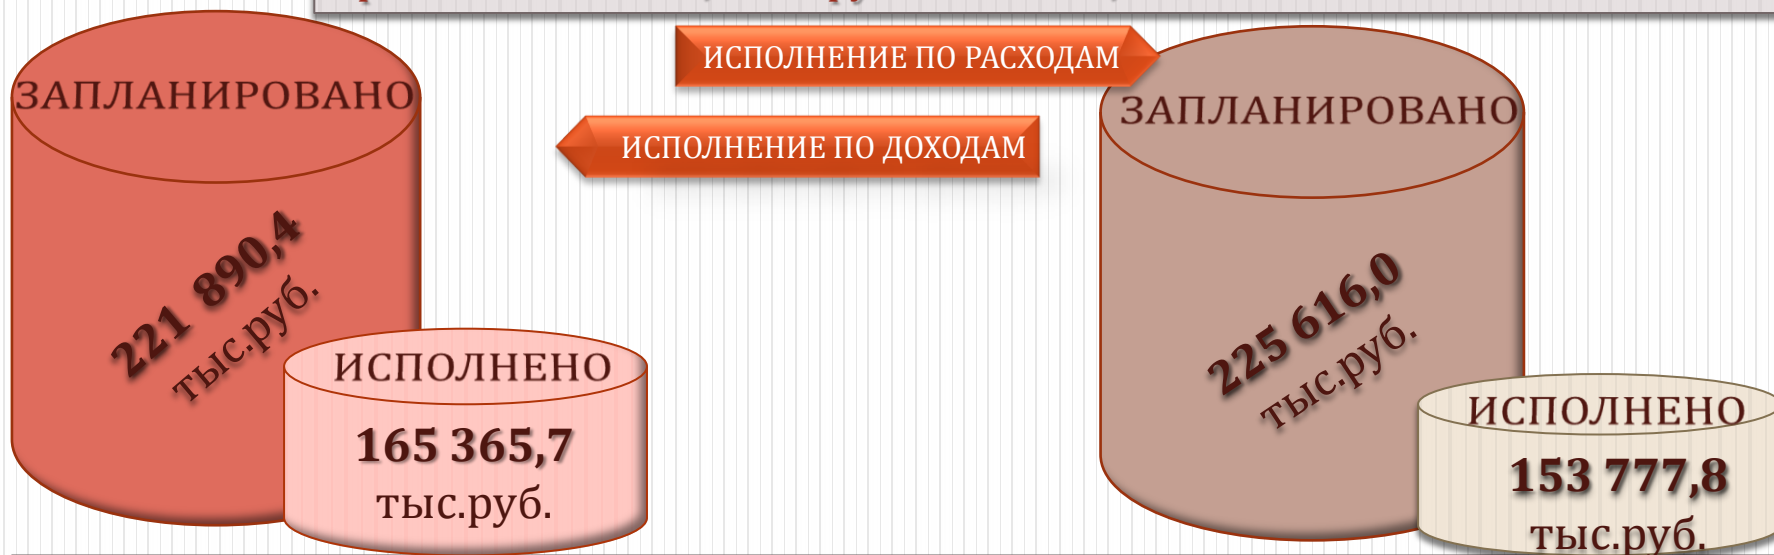 ИСПОЛНЕНИЕ ПО РАСХОДАМ
ИСПОЛНЕНИЕ ПО ДОХОДАМ
ЗАПЛАНИРОВАНО
221 890,4
тыс.руб.
ИСПОЛНЕНО
165 365,7
тыс.руб.
ЗАПЛАНИРОВАНО
225 616,0
тыс.руб.
ИСПОЛНЕНО
153 777,8
тыс.руб.